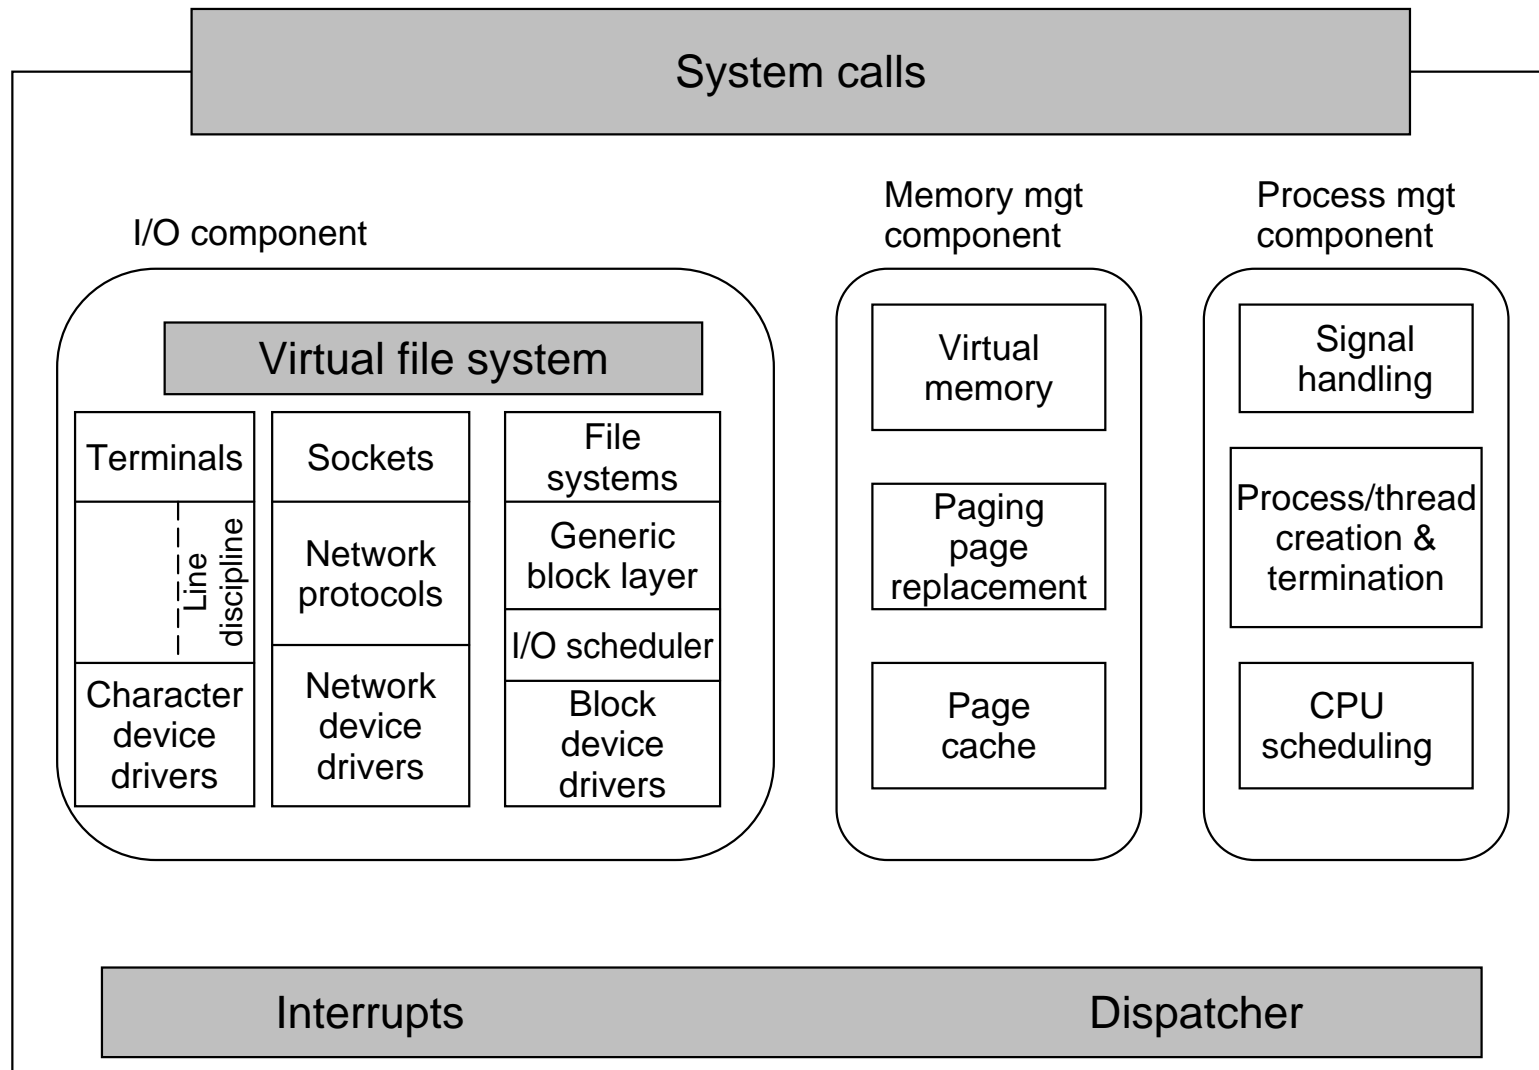 System calls
I/O component
Memory mgt
component
Process mgt
component
Virtual file system
Terminals
Line
discipline
Character
device
drivers
Sockets
Network
protocols
Network
device
drivers
File
systems
Generic
block layer
I/O scheduler
Block
device
drivers
Virtual
memory
Paging
page
replacement
Page
cache
Signal
handling
Process/thread
creation &
termination
CPU
scheduling
Interrupts
Dispatcher